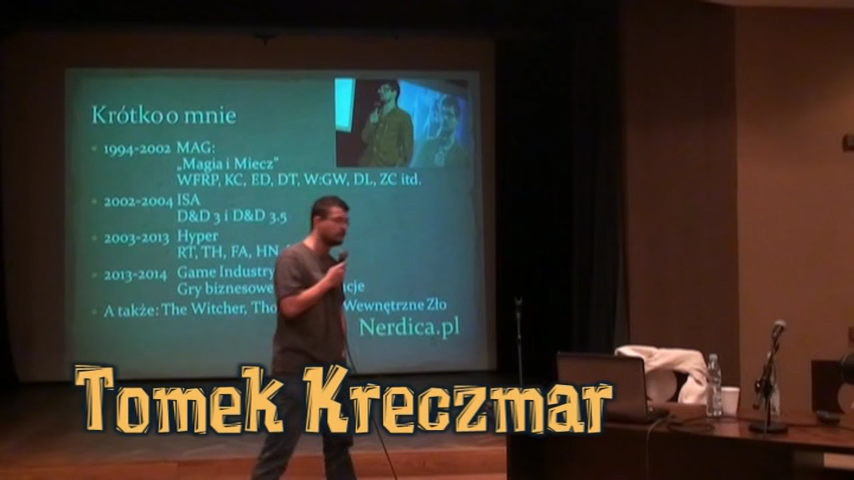 Krótko o mnie
1994-2002 MAG:
„Magia i Miecz"
WFRP, KC, ED, DT, W:GW, DL, ZC itd.
2002-2004 ISA
D&D 3 i D&D 3.5
2003-2013 Hyper
RT, TH, FA, HN
2013-2014 Game Industry
Gry biznesowe
A także: The Witcher, Wewnętrzne Zło
Nerdica.pl
Tomek Kreczmar